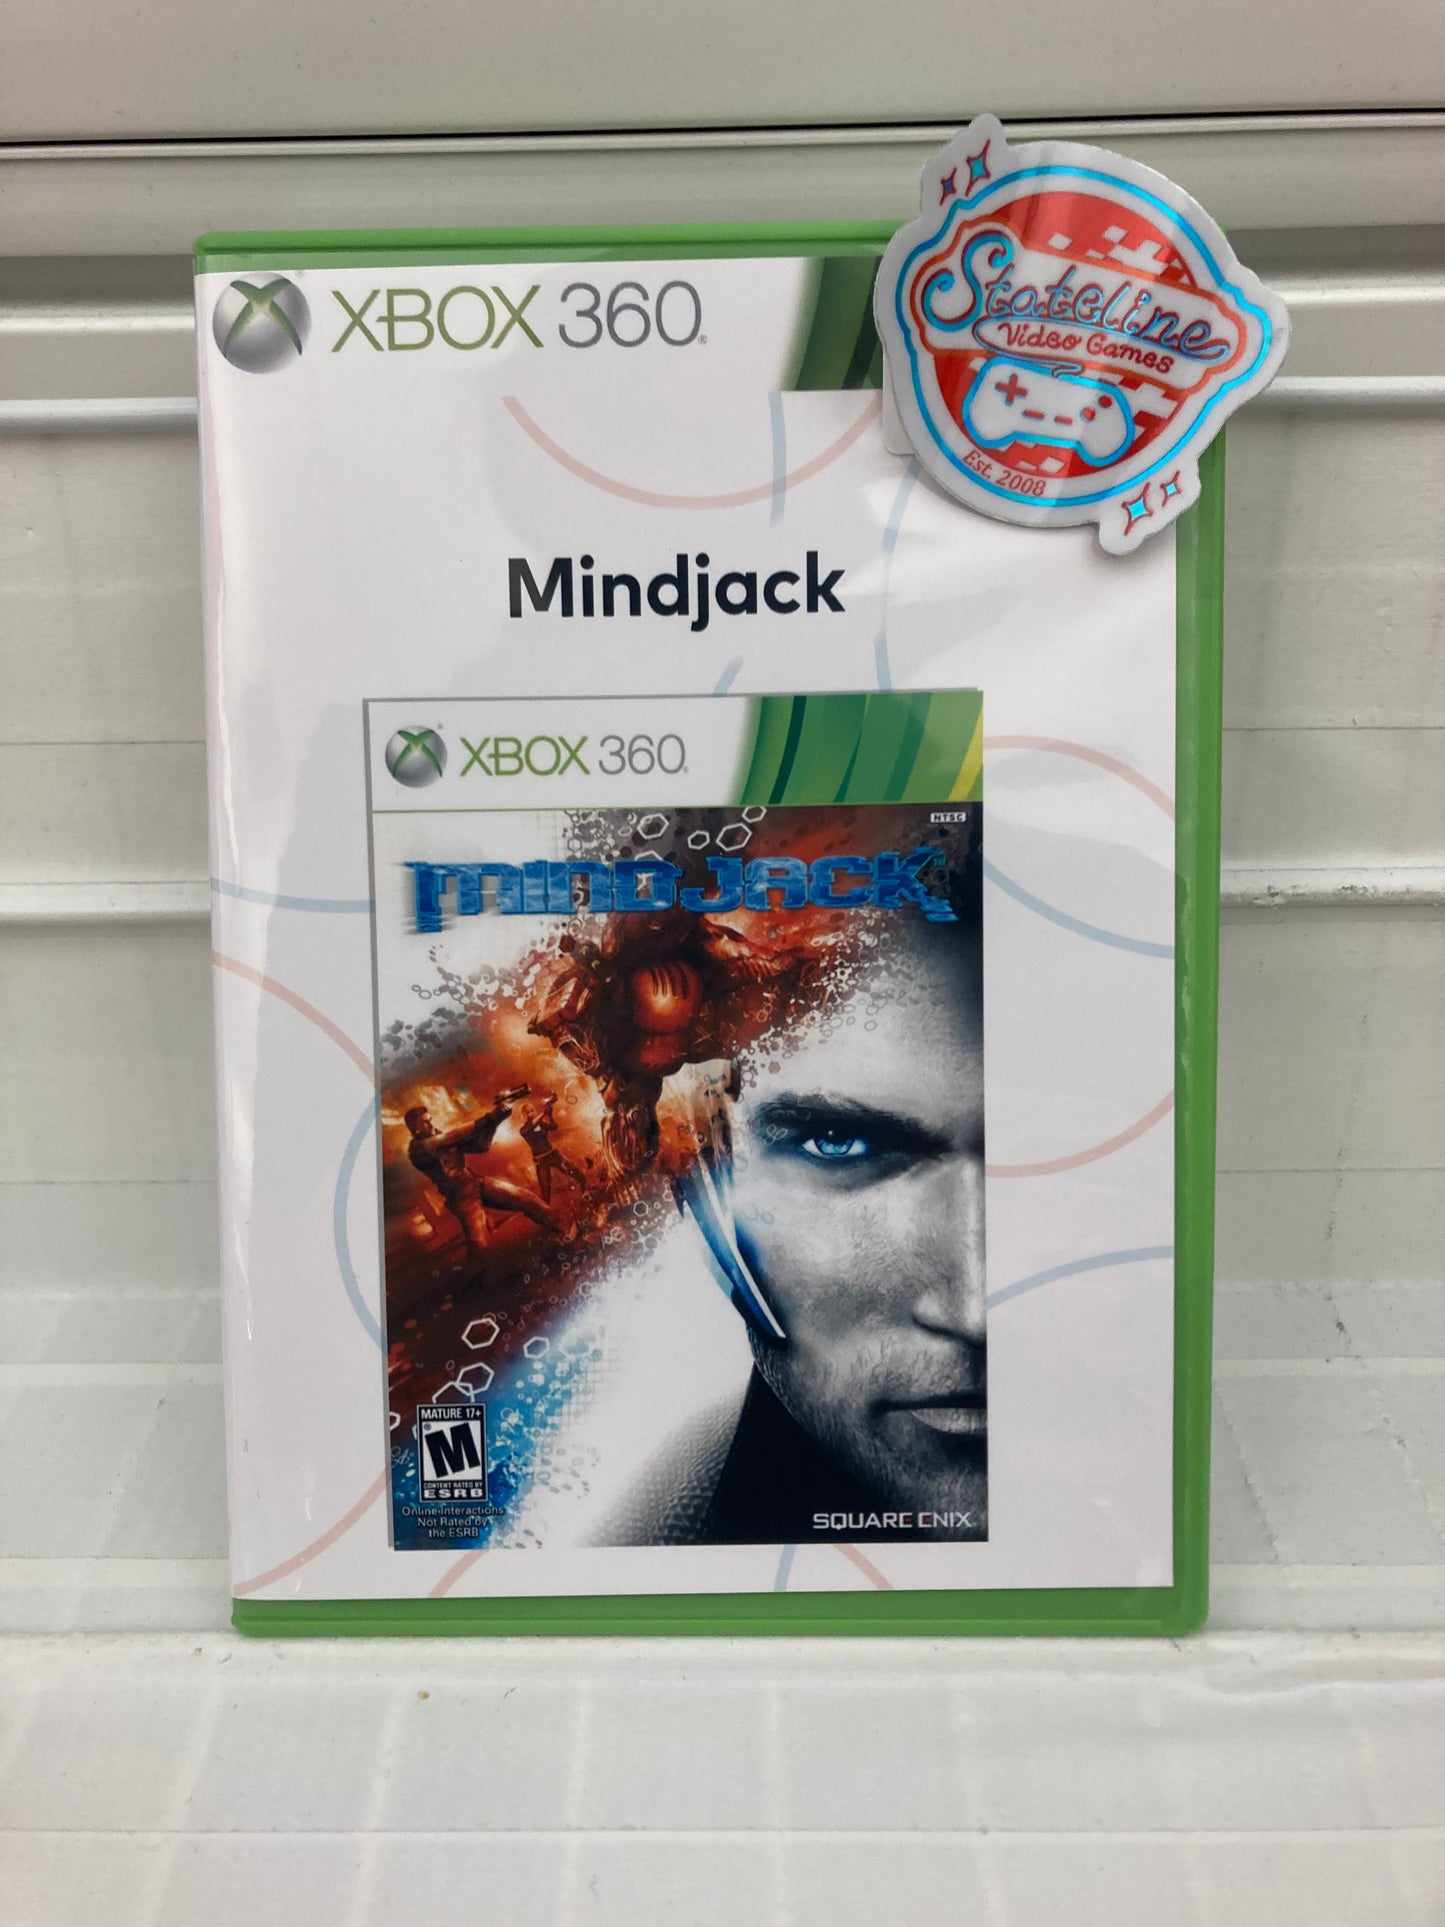 XBOX 360
Stateline
Video Games
Est. 2008
Mindjack
XBOX 360
NTSC
MINDJACK™
MATURE 17+
M
CONTENT RATED BY
ESRB
Online Interactions
Not Rated by
the ESRB
SQUARE ENIX